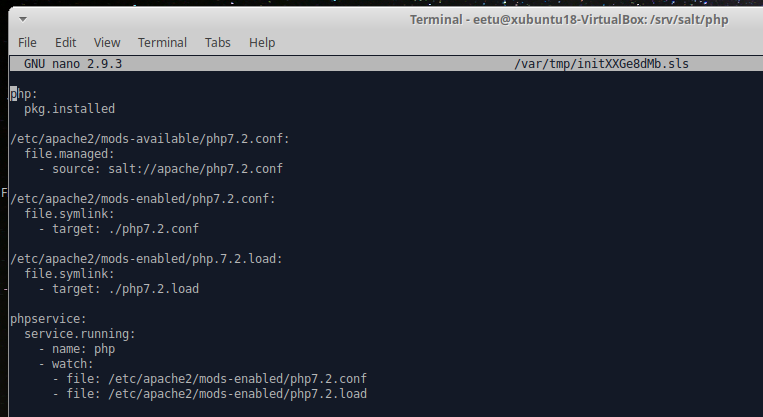 Terminal - eetu@xubuntu18-VirtualBox: /srv/salt/php
File Edit View Terminal Tabs Help
GNU nano 2.9.3 /var/tmp/initXXGe8dMb.sls
php:
  pkg.installed
/etc/apache2/mods-available/php7.2.conf:
  file.managed:
    - source: salt://apache/php7.2.conf
/etc/apache2/mods-enabled/php7.2.conf:
  file.symlink:
    - target: ./php7.2.conf
/etc/apache2/mods-enabled/php.7.2.load:
  file.symlink:
    - target: ./php7.2.load
phpservice:
  service.running:
    - name: php
    - watch:
      - file: /etc/apache2/mods-enabled/php7.2.conf
      - file: /etc/apache2/mods-enabled/php7.2.load